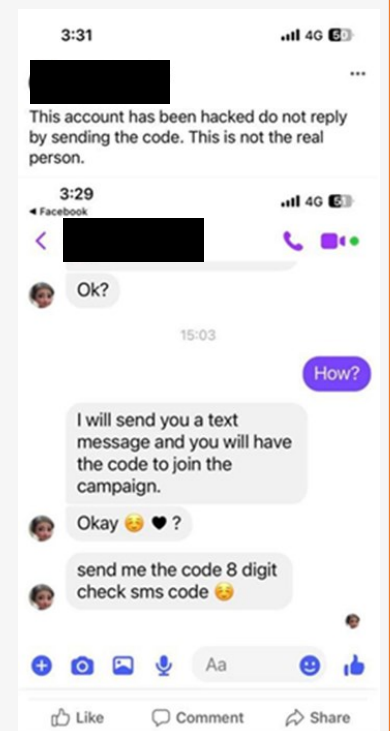 3:31
4G 50
This account has been hacked do not reply
by sending the code. This is not the real
person.
3:29
4G 51
Facebook
Ok?
15:03
How?
I will send you a text
message and you will have
the code to join the
campaign.
Okay ☺️ 🖤 ?
send me the code 8 digit
check sms code ☺️
Aa
Like Comment Share